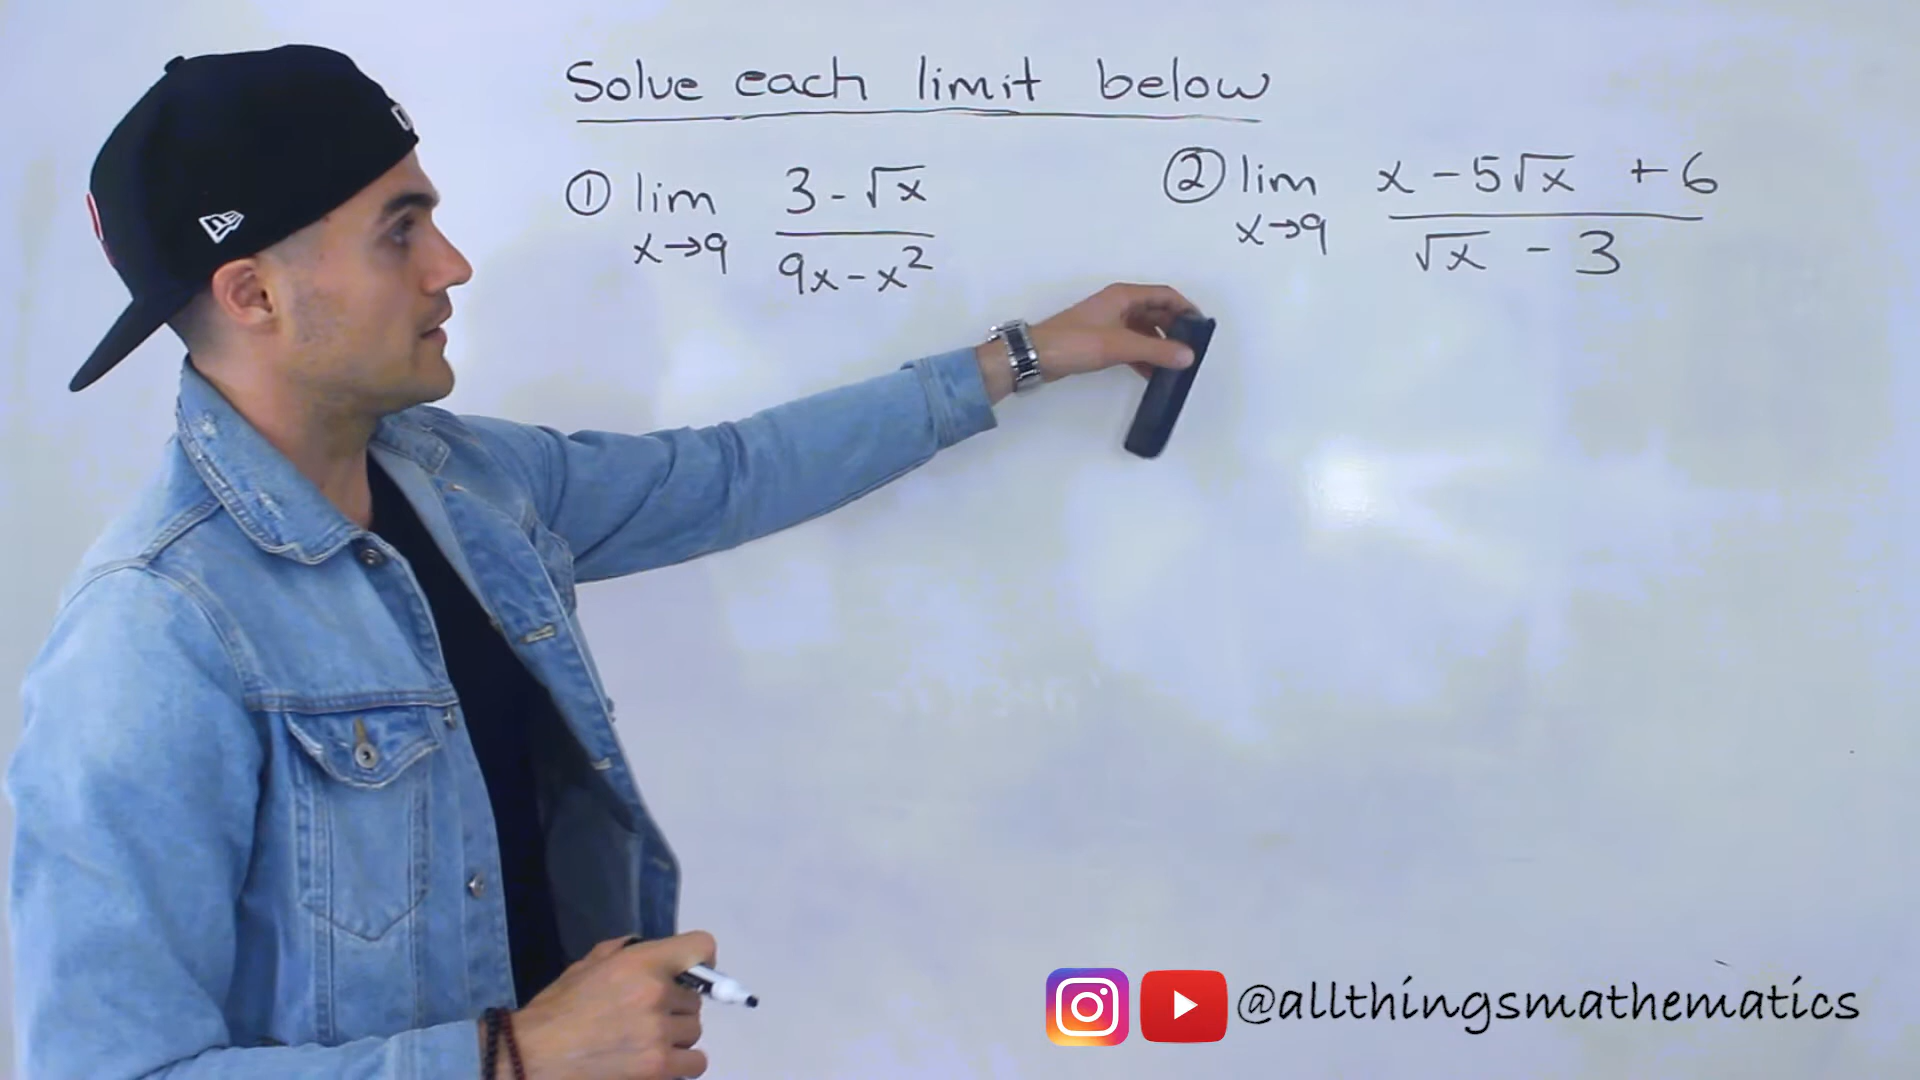 Solve each limit below
① lim x→9 3-√x / 9x-x²
② lim x→9 x-5√x +6 / √x - 3
@allthingsmathematics